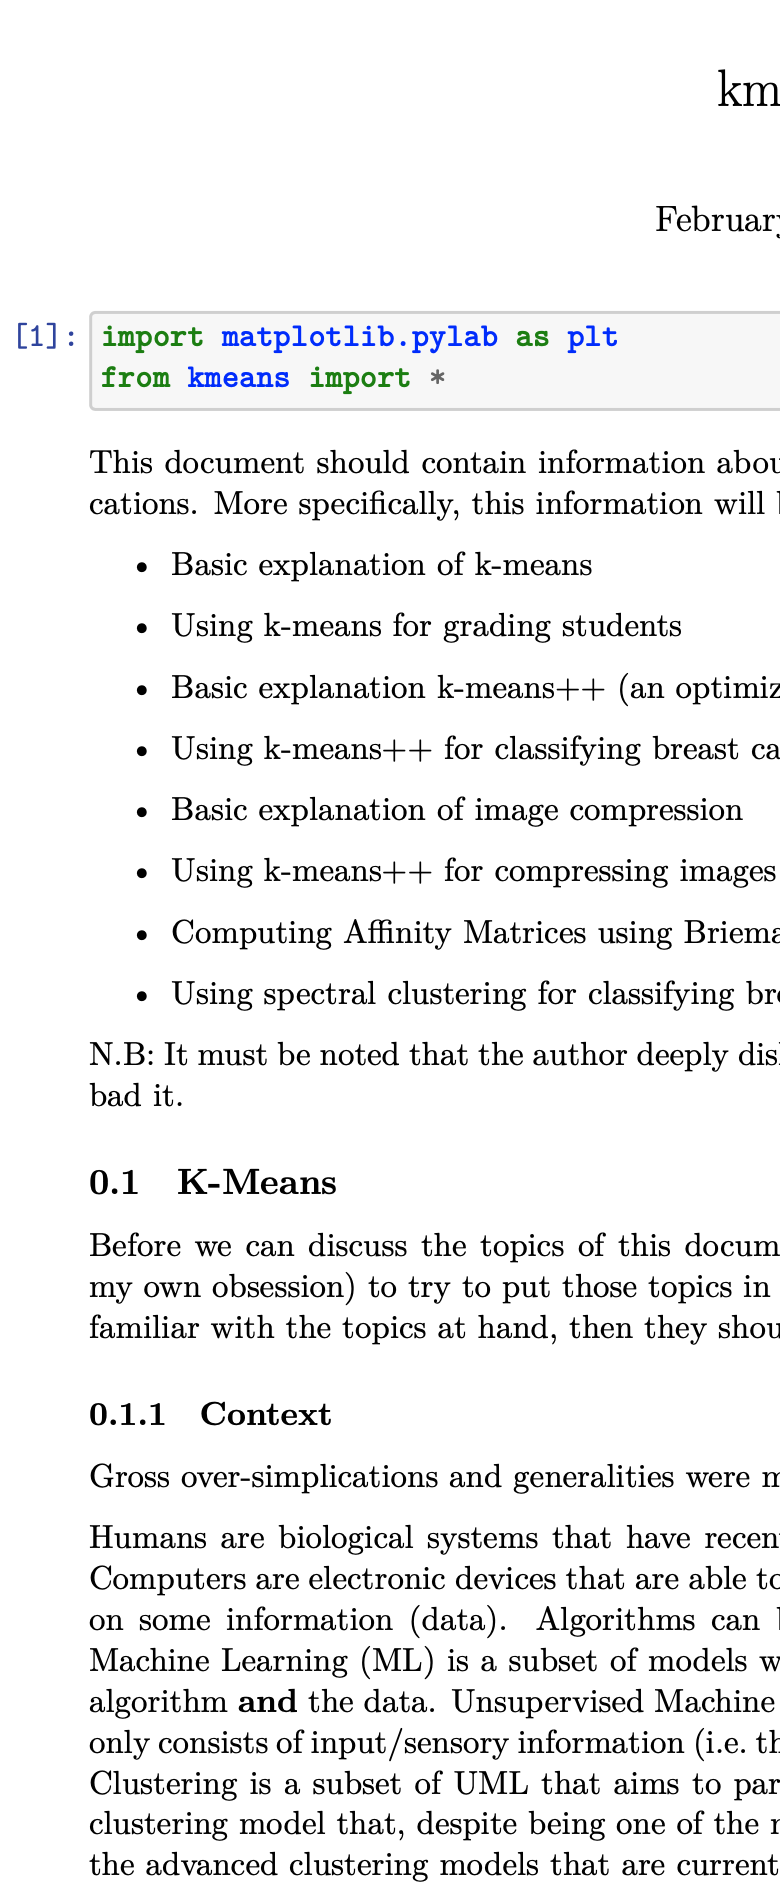 km
February
[1]: import matplotlib.pylab as plt
from kmeans import *
This document should contain information abou
cations. More specifically, this information will
• Basic explanation of k-means
• Using k-means for grading students
• Basic explanation k-means++ (an optimiz
• Using k-means++ for classifying breast ca
• Basic explanation of image compression
• Using k-means++ for compressing images
• Computing Affinity Matrices using Briema
• Using spectral clustering for classifying bre
N.B: It must be noted that the author deeply dis
bad it.
0.1 K-Means
Before we can discuss the topics of this docum
my own obsession) to try to put those topics in
familiar with the topics at hand, then they shou
0.1.1 Context
Gross over-simplications and generalities were m
Humans are biological systems that have recen
Computers are electronic devices that are able to
on some information (data). Algorithms can
Machine Learning (ML) is a subset of models w
algorithm and the data. Unsupervised Machine
only consists of input/sensory information (i.e. th
Clustering is a subset of UML that aims to par
clustering model that, despite being one of the
the advanced clustering models that are current